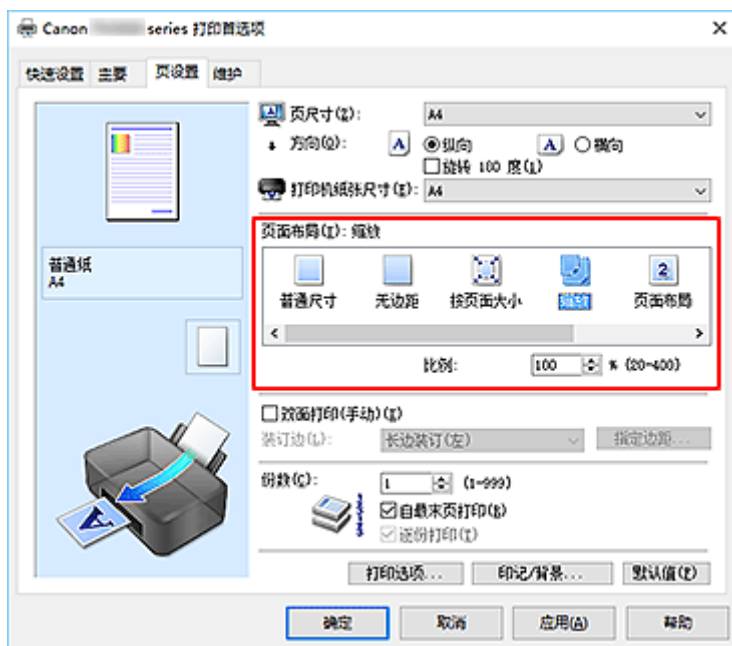 Canon series 打印首选项
快速设置 主要 页设置 维护
页尺寸(Z): A4
方向(O): A 纵向 A 横向
旋转 180 度(1)
打印机纸张尺寸(E): A4
页面布局(I): 缩放
普通尺寸 无边距 按页面大小 缩放 页面布局
比例: 100 % (20-400)
普通纸
A4
双面打印(手动)(X)
装订边(L): 长边装订(左) 指定边距...
份数(C): 1 (1-999)
自最末页打印(B)
逐份打印(T)
打印选项... 印记/背景... 默认值(F)
确定 取消 应用(A) 帮助